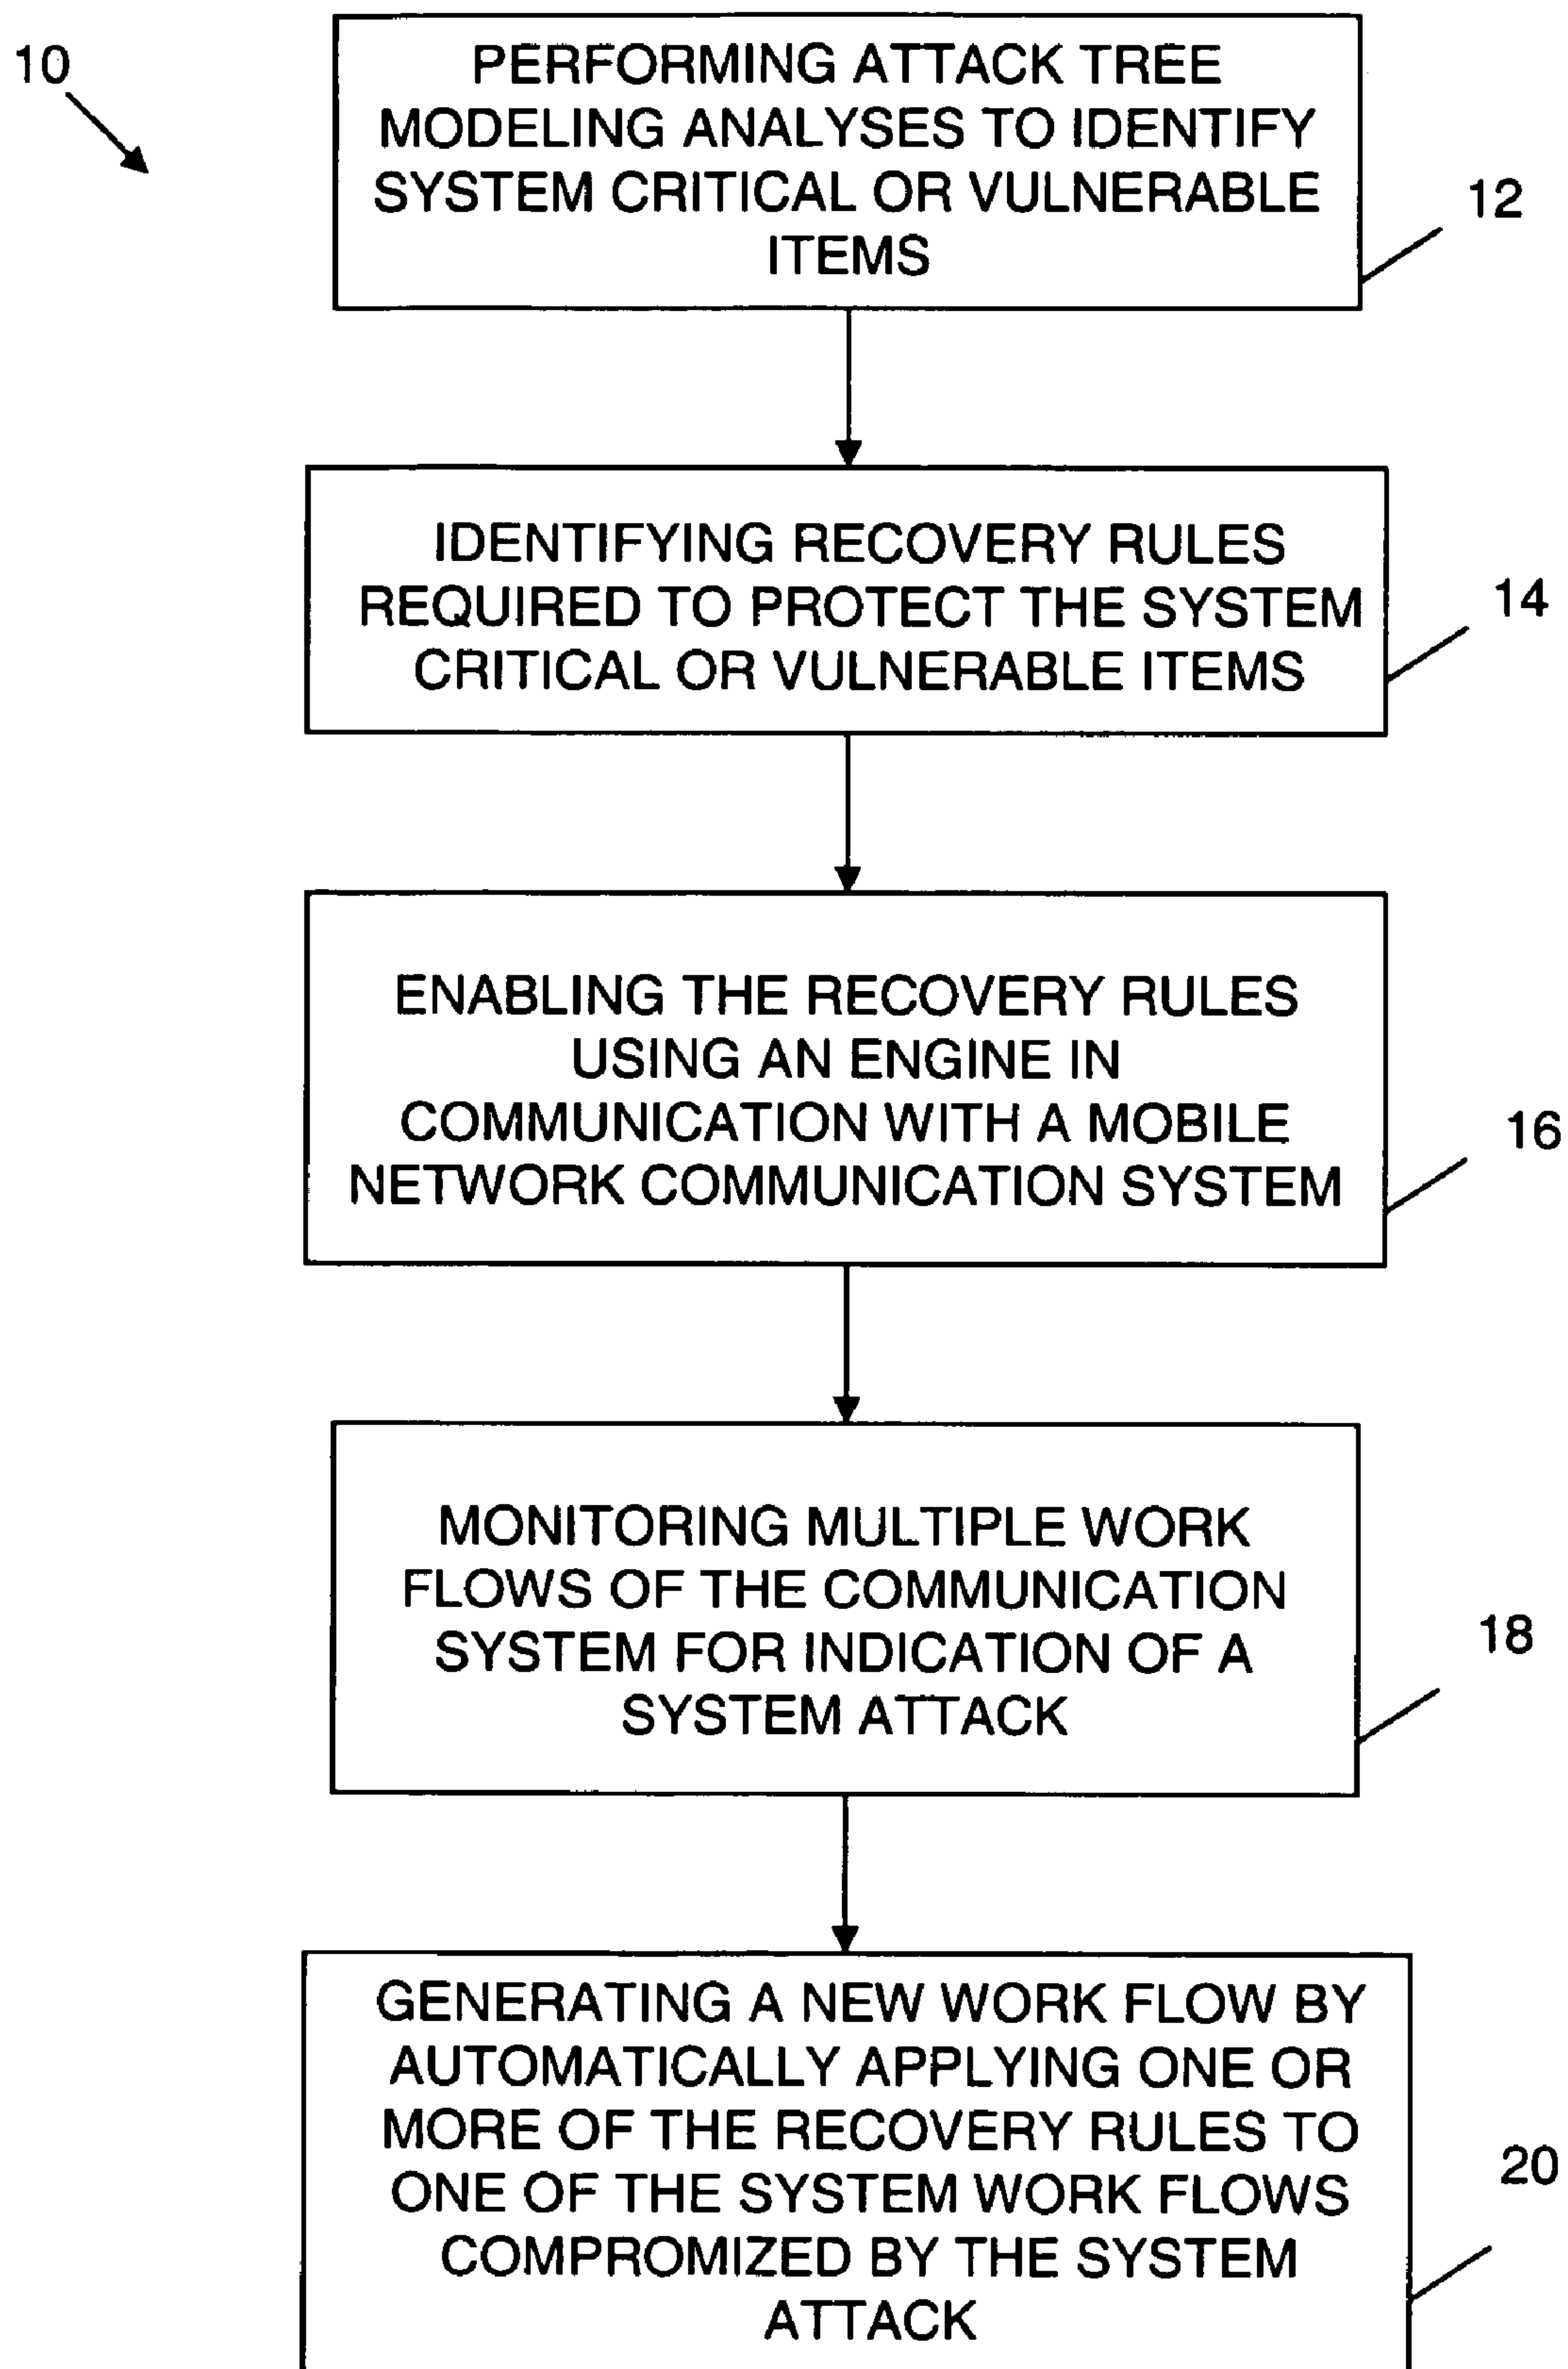 10
PERFORMING ATTACK TREE
MODELING ANALYSES TO IDENTIFY
SYSTEM CRITICAL OR VULNERABLE
ITEMS
12
IDENTIFYING RECOVERY RULES
REQUIRED TO PROTECT THE SYSTEM
CRITICAL OR VULNERABLE ITEMS
14
ENABLING THE RECOVERY RULES
USING AN ENGINE IN
COMMUNICATION WITH A MOBILE
NETWORK COMMUNICATION SYSTEM
16
MONITORING MULTIPLE WORK
FLOWS OF THE COMMUNICATION
SYSTEM FOR INDICATION OF A
SYSTEM ATTACK
18
GENERATING A NEW WORK FLOW BY
AUTOMATICALLY APPLYING ONE OR
MORE OF THE RECOVERY RULES TO
ONE OF THE SYSTEM WORK FLOWS
COMPROMIZED BY THE SYSTEM
ATTACK
20